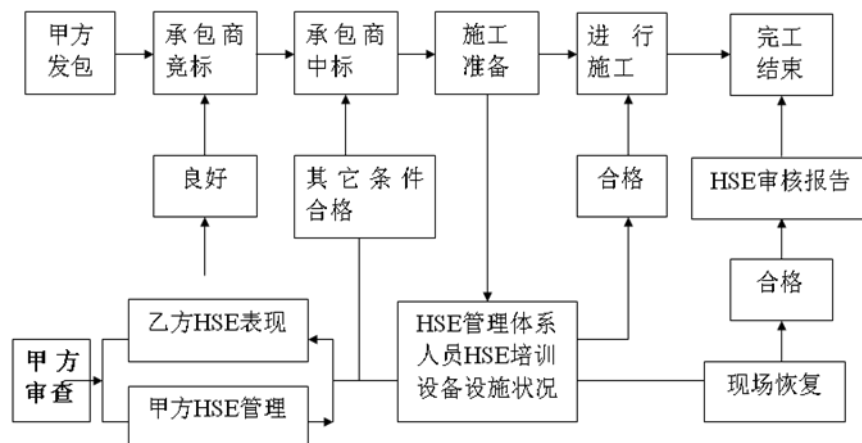 甲方
发包
承包商
竞标
承包商
中标
施工
准备
进行
施工
完工
结束
良好
其它条件
合格
合格
HSE审核报告
合格
乙方HSE表现
甲方
审查
甲方HSE管理
HSE管理体系
人员HSE培训
设备设施状况
现场恢复